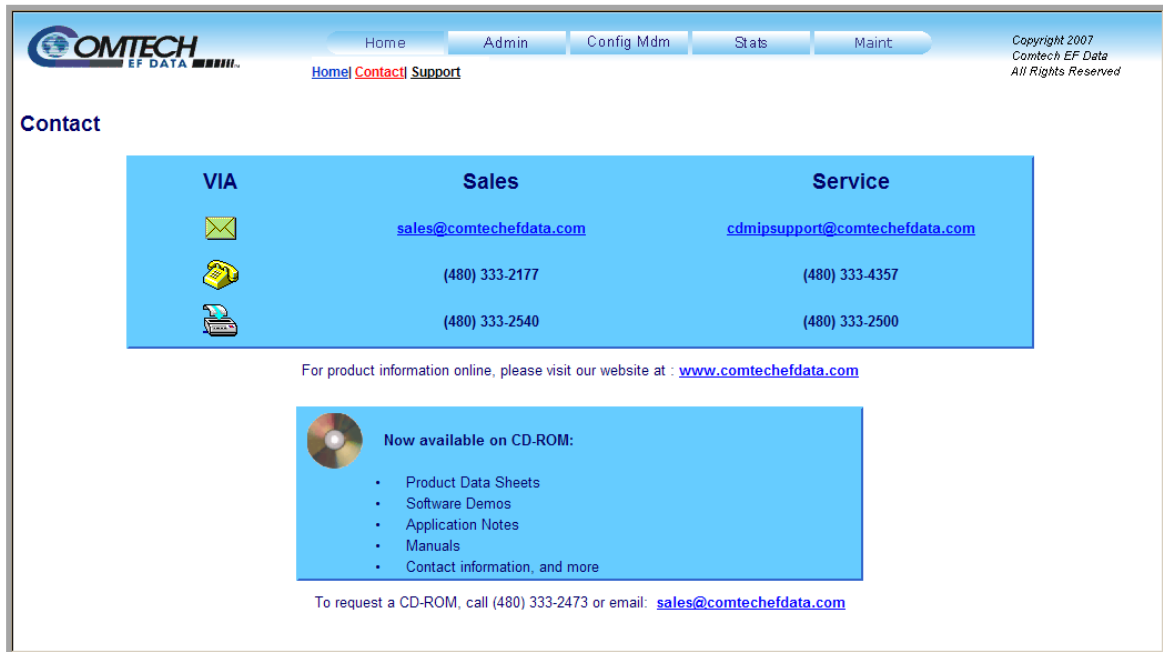 COMTECH
EF DATA
Home Admin Config Mdm Stats Maint
Home| Contact| Support
Copyright 2007
Comtech EF Data
All Rights Reserved
Contact
VIA Sales Service
sales@comtechefdata.com cdmipsupport@comtechefdata.com
(480) 333-2177 (480) 333-4357
(480) 333-2540 (480) 333-2500
For product information online, please visit our website at : www.comtechefdata.com
Now available on CD-ROM:
• Product Data Sheets
• Software Demos
• Application Notes
• Manuals
• Contact information, and more
To request a CD-ROM, call (480) 333-2473 or email: sales@comtechefdata.com